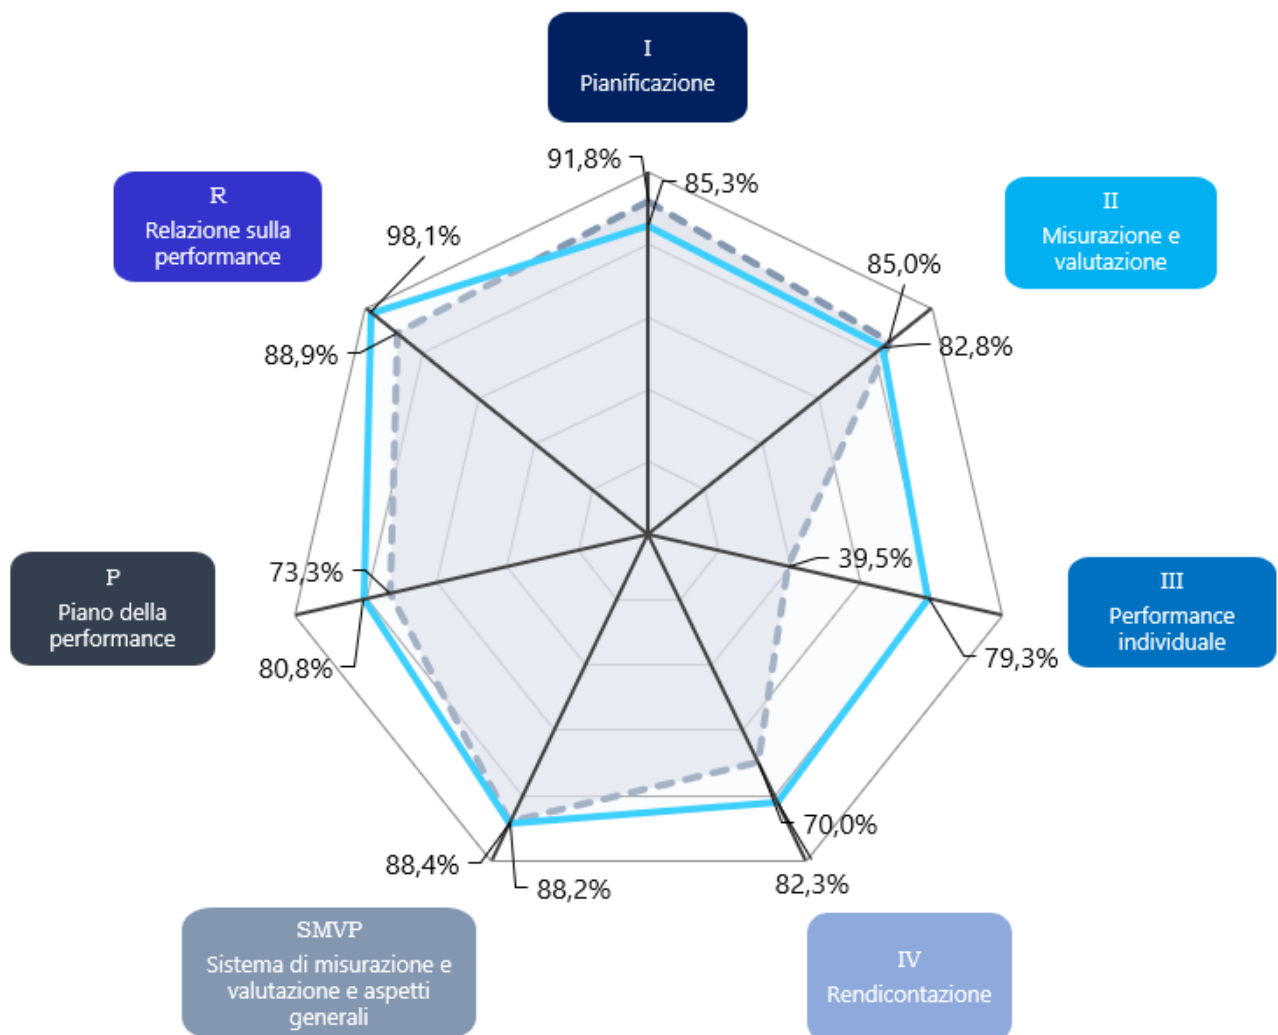 I
Pianificazione
91,8%
85,3%
R
Relazione sulla
performance
98,1%
88,9%
II
Misurazione e
valutazione
85,0%
82,8%
39,5%
III
Performance
individuale
79,3%
P
Piano della
performance
73,3%
80,8%
70,0%
82,3%
88,4%
88,2%
SMVP
Sistema di misurazione e
valutazione e aspetti
generali
IV
Rendicontazione